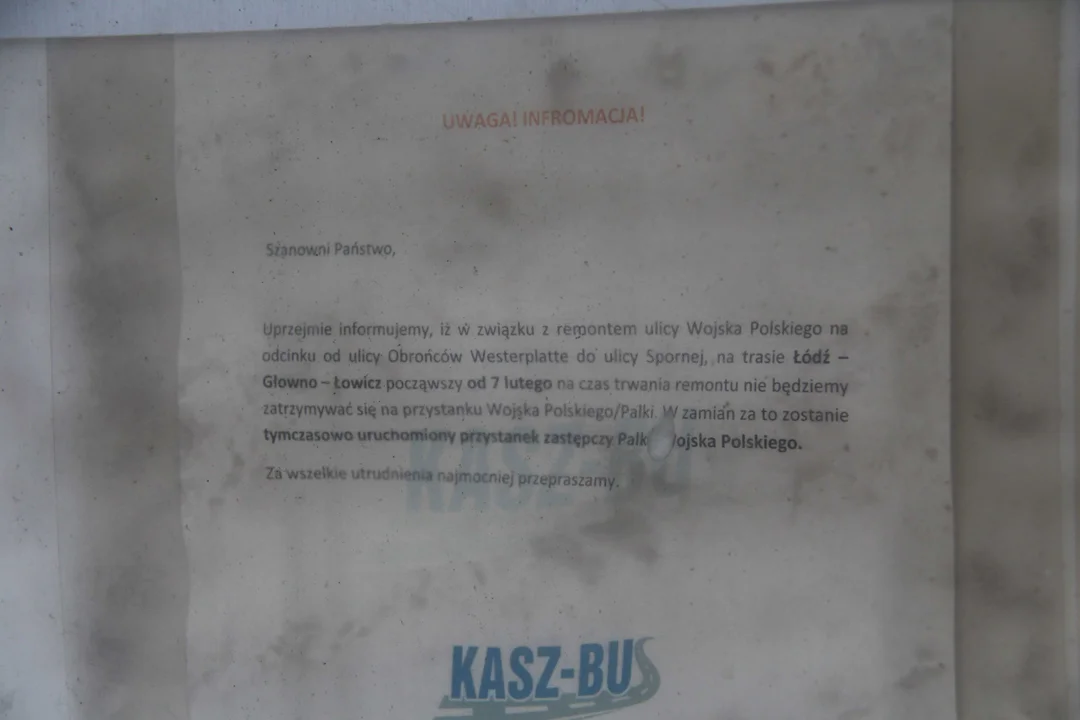 UWAGA! INFROMACJA!
Szanowni Państwo,
Uprzejmie informujemy, iż w związku z remontem ulicy Wojska Polskiego na
odcinku od ulicy Obrońców Westerplatte do ulicy Spornej, na trasie Łódź –
Głowno – Łowicz począwszy od 7 lutego na czas trwania remontu nie będziemy
zatrzymywać się na przystanku Wojska Polskiego/Palki. W zamian za to zostanie
tymczasowo uruchomiony przystanek zastępczy Polskiego.
Za wszelkie utrudnienia najmocniej przepraszamy.
KASZ-BUS
KASZ-BUS